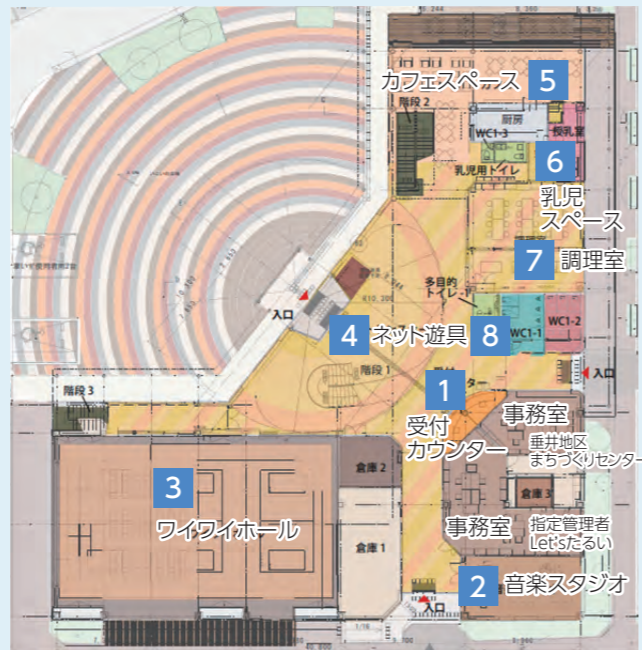 カフェスペース 5
階段2
厨房
授乳室
WC1-3
乳児用トイレ
6
乳児
スペース
7 調理室
多目的
トイレ
入口
4 ネット遊具
8
WC1-1
WC1-2
階段1
1
受付
カウンター
入口
階段3
事務室
垂井地区
まちづくりセンター
倉庫2
倉庫3
3
ワイワイホール
事務室
指定管理者
Let'sたるい
倉庫1
2 音楽スタジオ
入口
1/16